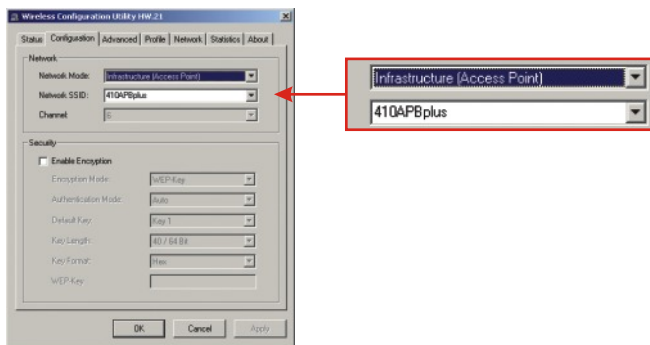 Wireless Configuration Utility HW.21
Status Configuration Advanced Profile Network Statistics About
Network
Network Mode: Infrastructure (Access Point)
Network SSID: 410APBplus
Channel: 6
Security
Enable Encryption
Encryption Mode: WEP-Key
Authentication Mode: Auto
Default Key: Key 1
Key Length: 40 / 64 Bit
Key Format: Hex
WEP-Key
OK Cancel Apply
Infrastructure (Access Point)
410APBplus